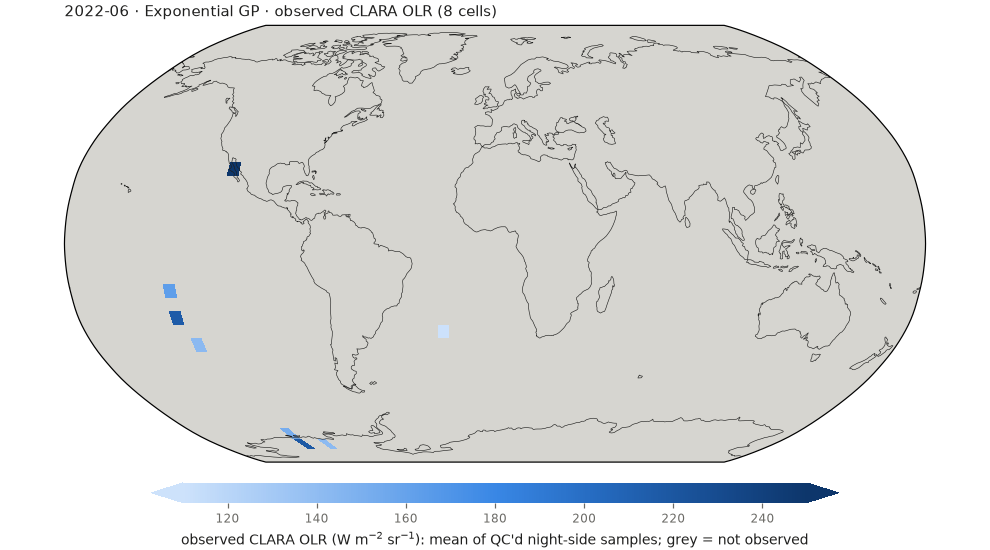 2022-06 · Exponential GP · observed CLARA OLR (8 cells)
120 140 160 180 200 220 240
observed CLARA OLR (W m⁻² sr⁻¹): mean of QC'd night-side samples; grey = not observed